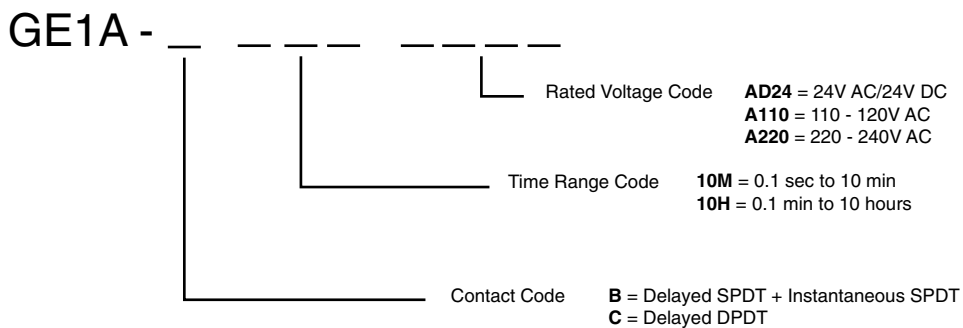 GE1A - _ _ _ _ _ _ _ _
Rated Voltage Code AD24 = 24V AC/24V DC
A110 = 110 - 120V AC
A220 = 220 - 240V AC
Time Range Code 10M = 0.1 sec to 10 min
10H = 0.1 min to 10 hours
Contact Code B = Delayed SPDT + Instantaneous SPDT
C = Delayed DPDT